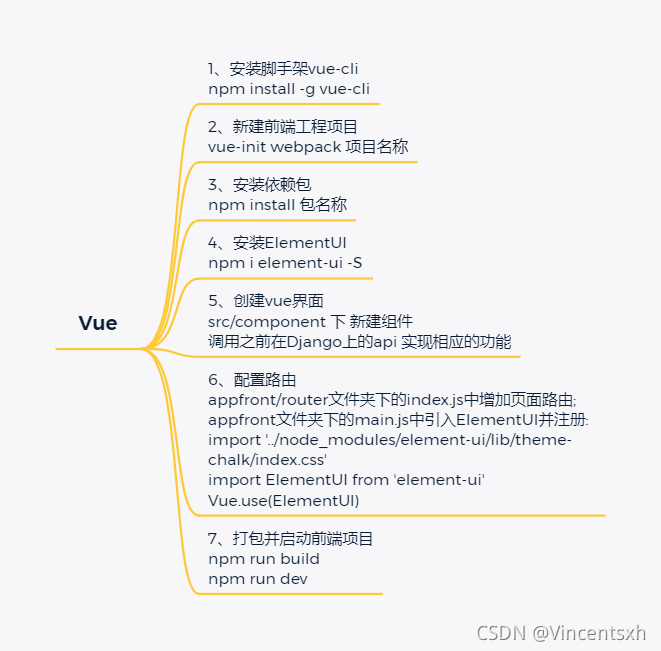 Vue
1、安装脚手架vue-cli
npm install -g vue-cli
2、新建前端工程项目
vue-init webpack 项目名称
3、安装依赖包
npm install 包名称
4、安装ElementUI
npm i element-ui -S
5、创建vue界面
src/component 下 新建组件
调用之前在Django上的api 实现相应的功能
6、配置路由
appfront/router文件夹下的index.js中增加页面路由;
appfront文件夹下的main.js中引入ElementUI并注册:
import '../node_modules/element-ui/lib/theme-
chalk/index.css'
import ElementUI from 'element-ui'
Vue.use(ElementUI)
7、打包并启动前端项目
npm run build
npm run dev
CSDN @Vincentsxh